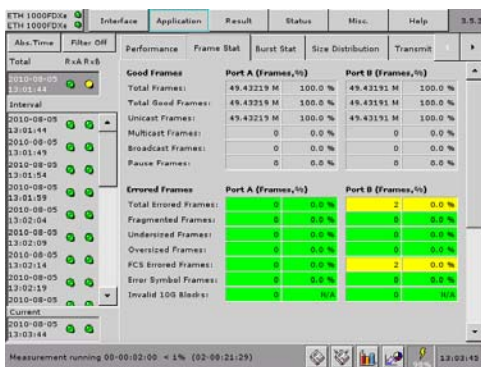 ETH 1000FDXe Interface Application Result Status Misc. Help 3.5.
ETH 1000FDXe
Abs.Time Filter Off Performance Frame Stat Burst Stat Size Distribution Transmit
Total RxA RxB
2010-08-05
13:01:44
Interval
2010-08-05
13:01:44
2010-08-05
13:01:49
2010-08-05
13:01:54
2010-08-05
13:01:59
2010-08-05
13:02:04
2010-08-05
13:02:09
2010-08-05
13:02:14
2010-08-05
13:02:19
2010-08-05
Current
2010-08-05
13:03:44
Good Frames Port A (Frames,%) Port B (Frames,%)
Total Frames: 49.43219 M 100.0 % 49.43191 M 100.0 %
Total Good Frames: 49.43219 M 100.0 % 49.43191 M 100.0 %
Unicast Frames: 49.43219 M 100.0 % 49.43191 M 100.0 %
Multicast Frames: 0 0.0 % 0 0.0 %
Broadcast Frames: 0 0.0 % 0 0.0 %
Pause Frames: 0 0.0 % 0 0.0 %
Errored Frames Port A (Frames,%) Port B (Frames,%)
Total Errored Frames: 0 0.0 % 2 0.0 %
Fragmented Frames: 0 0.0 % 0 0.0 %
Undersized Frames: 0 0.0 % 0 0.0 %
Oversized Frames: 0 0.0 % 0 0.0 %
FCS Errored Frames: 0 0.0 % 2 0.0 %
Error Symbol Frames: 0 0.0 % 0 0.0 %
Invalid 10G Blocks: 0 N/A 0 N/A
Measurement running 00-00:02:00 < 1% (02-00:21:29) 13:03:45